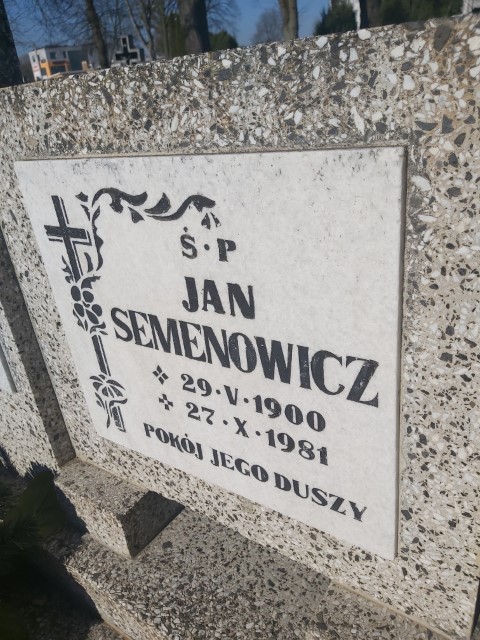 Ś·P
JAN
SEMENOWICZ
29·V·1900
27·X·1981
POKÓJ JEGO DUSZY